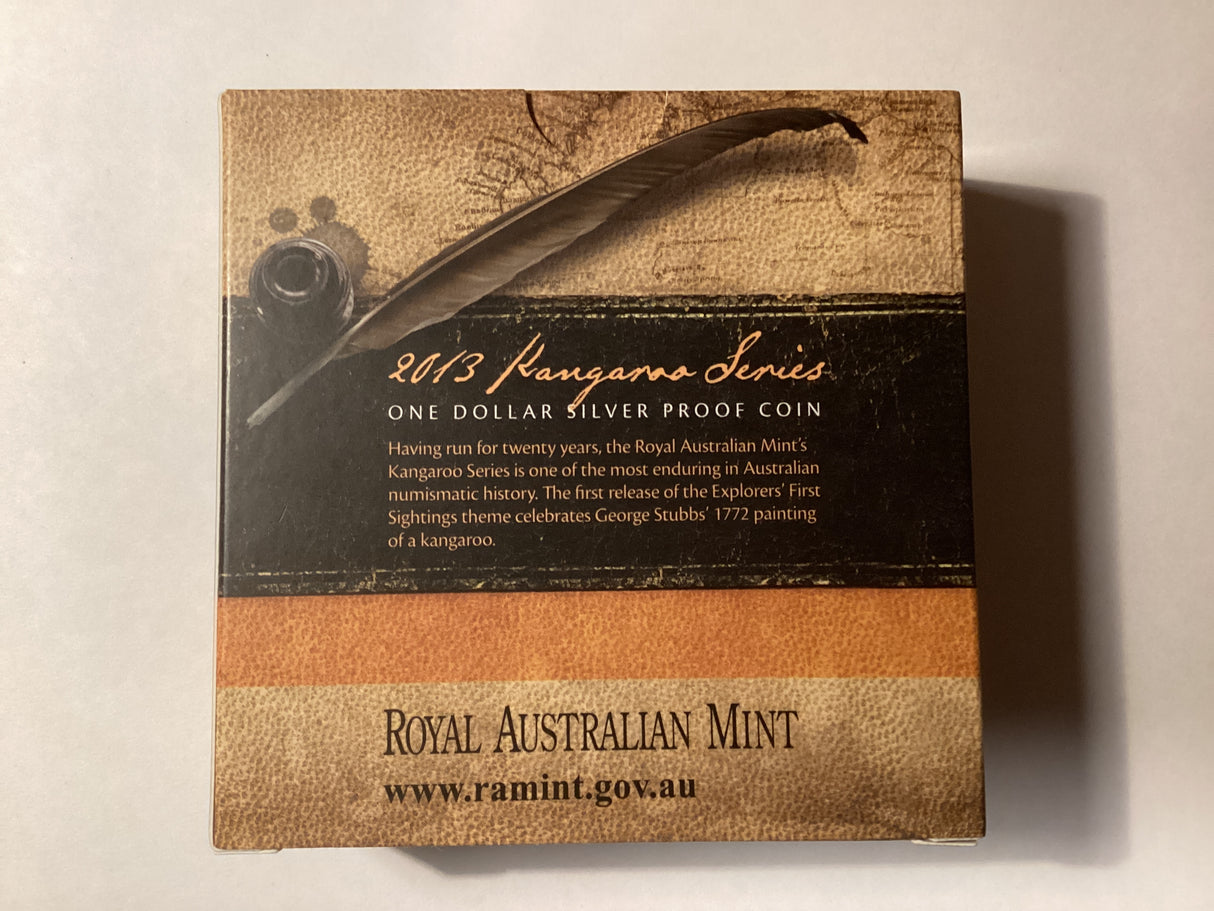 2013 Kangaroo Series
ONE DOLLAR SILVER PROOF COIN
Having run for twenty years, the Royal Australian Mint’s
Kangaroo Series is one of the most enduring in Australian
numismatic history. The first release of the Explorers’ First
Sightings theme celebrates George Stubbs’ 1772 painting
of a kangaroo.
ROYAL AUSTRALIAN MINT
www.ramint.gov.au